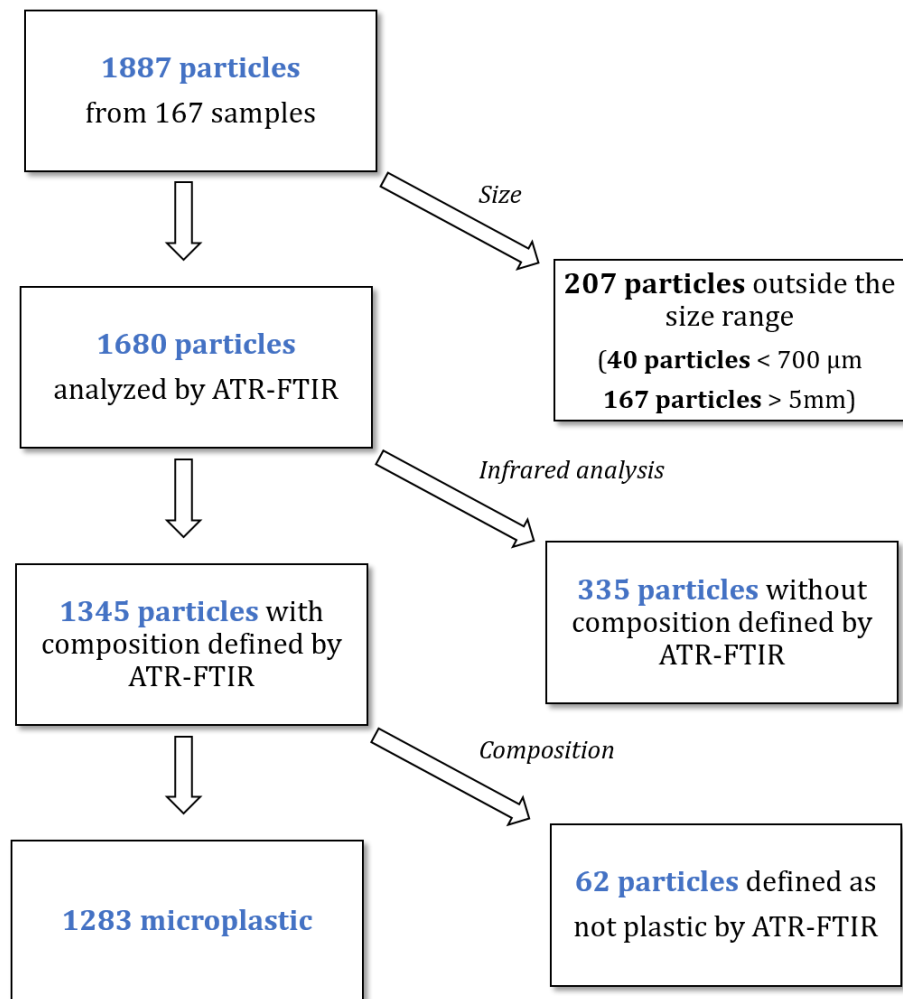 1887 particles
from 167 samples
Size
207 particles outside the
size range
(40 particles < 700 µm
167 particles > 5mm)
1680 particles
analyzed by ATR-FTIR
Infrared analysis
335 particles without
composition defined by
ATR-FTIR
1345 particles with
composition defined by
ATR-FTIR
Composition
62 particles defined as
not plastic by ATR-FTIR
1283 microplastic